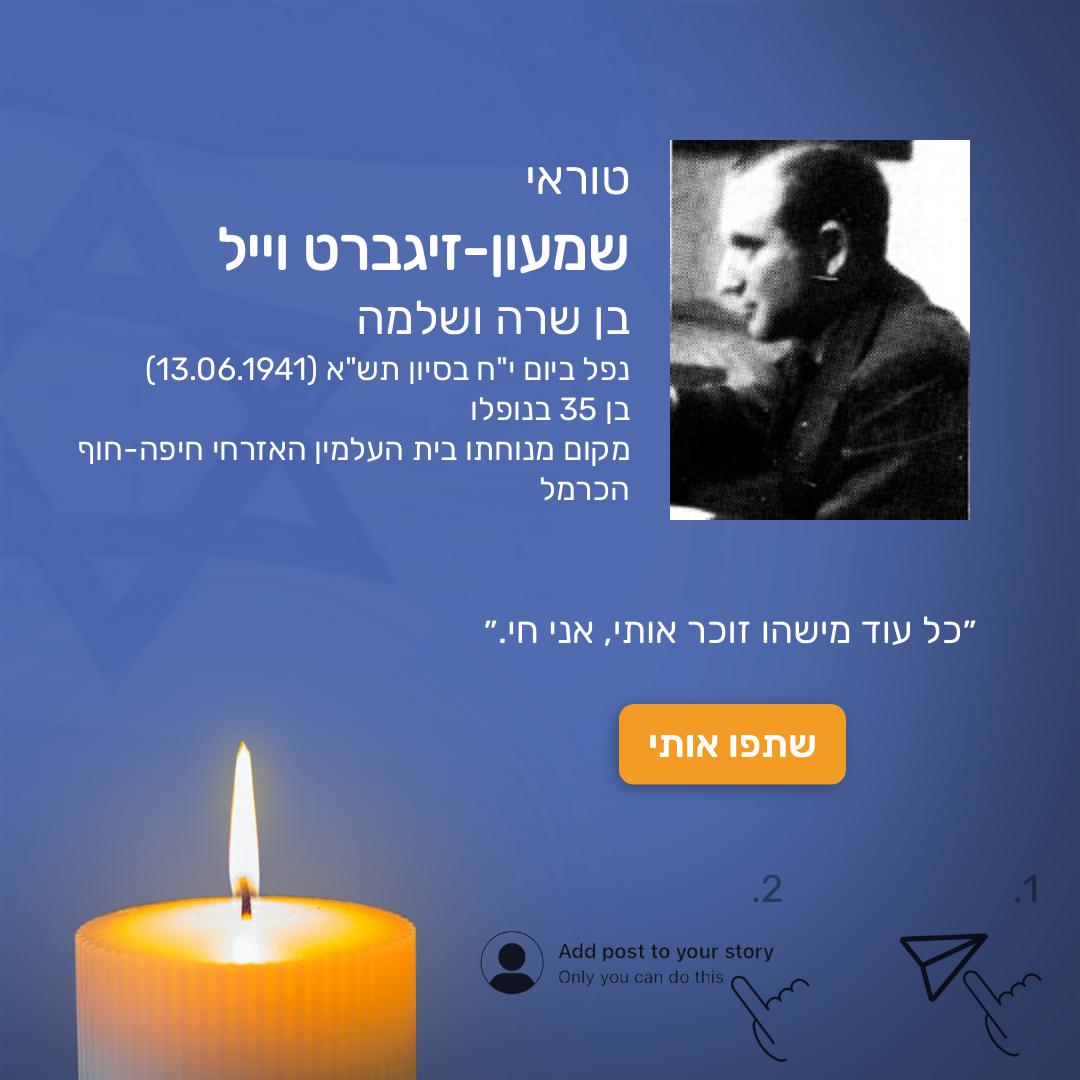 טוראי
שמעון-זיגברט וייל
בן שרה ושלמה
נפל ביום י"ח בסיון תש"א (13.06.1941)
בן 35 בנופלו
מקום מנוחתו בית העלמין האזרחי חיפה-חוף
הכרמל
״כל עוד מישהו זוכר אותי, אני חי.״
שתפו אותי
.1
.2
Add post to your story
Only you can do this